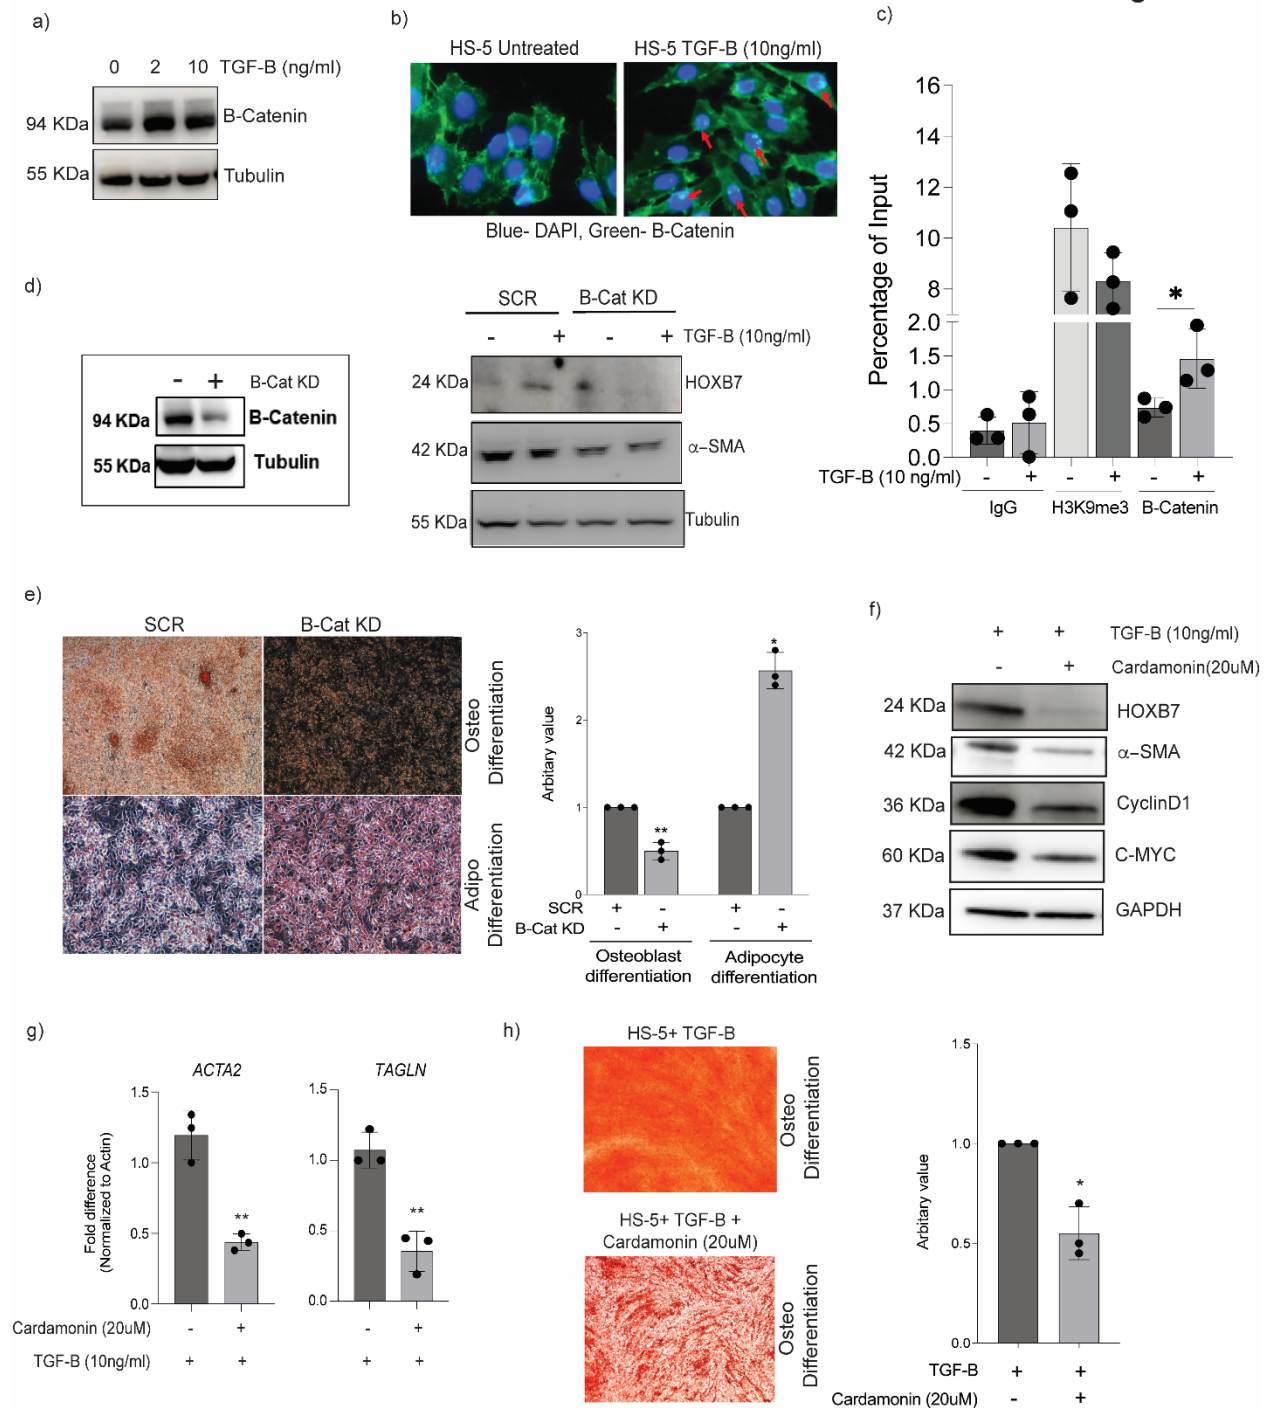 a)
0 2 10 TGF-B (ng/ml)
94 KDa B-Catenin
55 KDa Tubulin
b)
HS-5 Untreated HS-5 TGF-B (10ng/ml)
Blue- DAPI, Green- B-Catenin
c)
Percentage of Input
16
14
12
10
8
2.0
1.5
1.0
0.5
0.0
TGF-B (10 ng/ml) - + - + - +
IgG H3K9me3 B-Catenin
*
d)
- + B-Cat KD
94 KDa B-Catenin
55 KDa Tubulin
SCR B-Cat KD
- + - + TGF-B (10ng/ml)
24 KDa HOXB7
42 KDa α-SMA
55 KDa Tubulin
e)
SCR B-Cat KD
Osteo
Differentiation
Adipo
Differentiation
Arbitary value
3
2
1
0
** *
SCR + - + -
B-Cat KD - + - +
Osteoblast differentiation
Adipocyte differentiation
f)
+ + TGF-B (10ng/ml)
- + Cardamonin(20uM)
24 KDa HOXB7
42 KDa α-SMA
36 KDa CyclinD1
60 KDa C-MYC
37 KDa GAPDH
g)
ACTA2 TAGLN
Fold difference
(Normalized to Actin)
1.5
1.0
0.5
0.0
**
1.5
1.0
0.5
0.0
**
Cardamonin (20uM) - + - +
TGF-B (10ng/ml) + + + +
h)
HS-5+ TGF-B
Osteo
Differentiation
HS-5+ TGF-B +
Cardamonin (20uM)
Osteo
Differentiation
Arbitary value
1.5
1.0
0.5
0.0
*
TGF-B + +
Cardamonin (20uM) - +